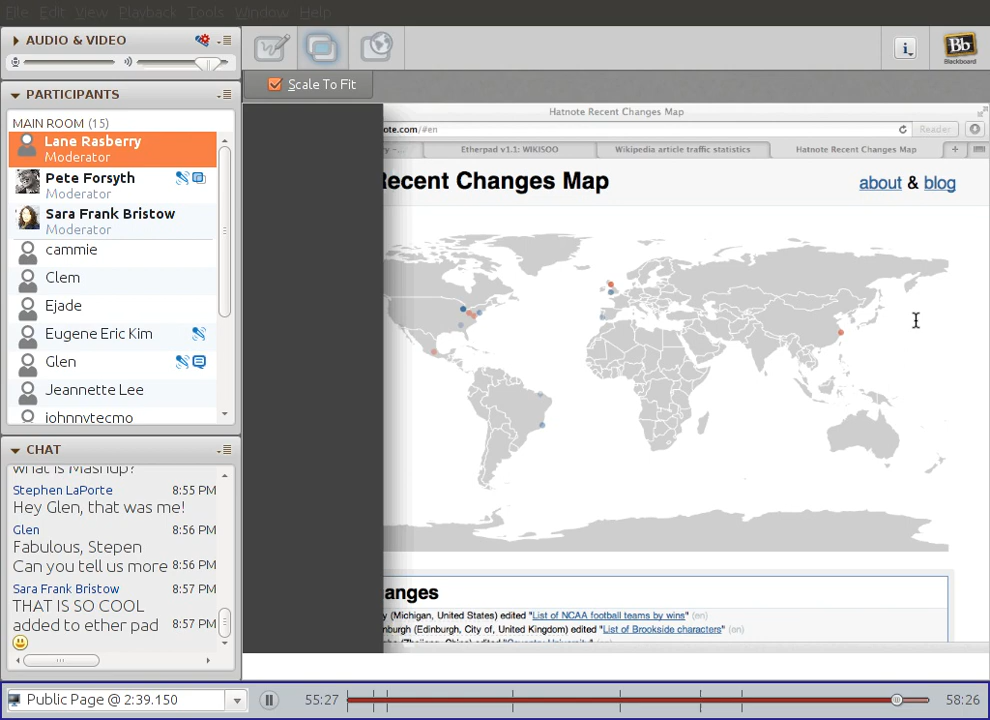 File Edit View Playback Tools Window Help
AUDIO & VIDEO
PARTICIPANTS
MAIN ROOM (15)
Lane Rasberry
Moderator
Pete Forsyth
Moderator
Sara Frank Bristow
Moderator
cammie
Clem
Ejade
Eugene Eric Kim
Glen
Jeannette Lee
johnnytecmo
CHAT
what is Mashup?
Stephen LaPorte 8:55 PM
Hey Glen, that was me!
Glen 8:56 PM
Fabulous, Stepen
Can you tell us more 8:56 PM
Sara Frank Bristow 8:57 PM
THAT IS SO COOL
added to ether pad 8:57 PM
Scale To Fit
i
Bb
Blackboard
Hatnote Recent Changes Map
ote.com/#en
Reader
Etherpad v1.1: WIKISOO
Wikipedia article traffic statistics
Hatnote Recent Changes Map
Recent Changes Map
about & blog
anges
y (Michigan, United States) edited "List of NCAA football teams by wins" (en)
nburgh (Edinburgh, City of, United Kingdom) edited "List of Brookside characters" (en)
Public Page @ 2:39.150
55:27
58:26